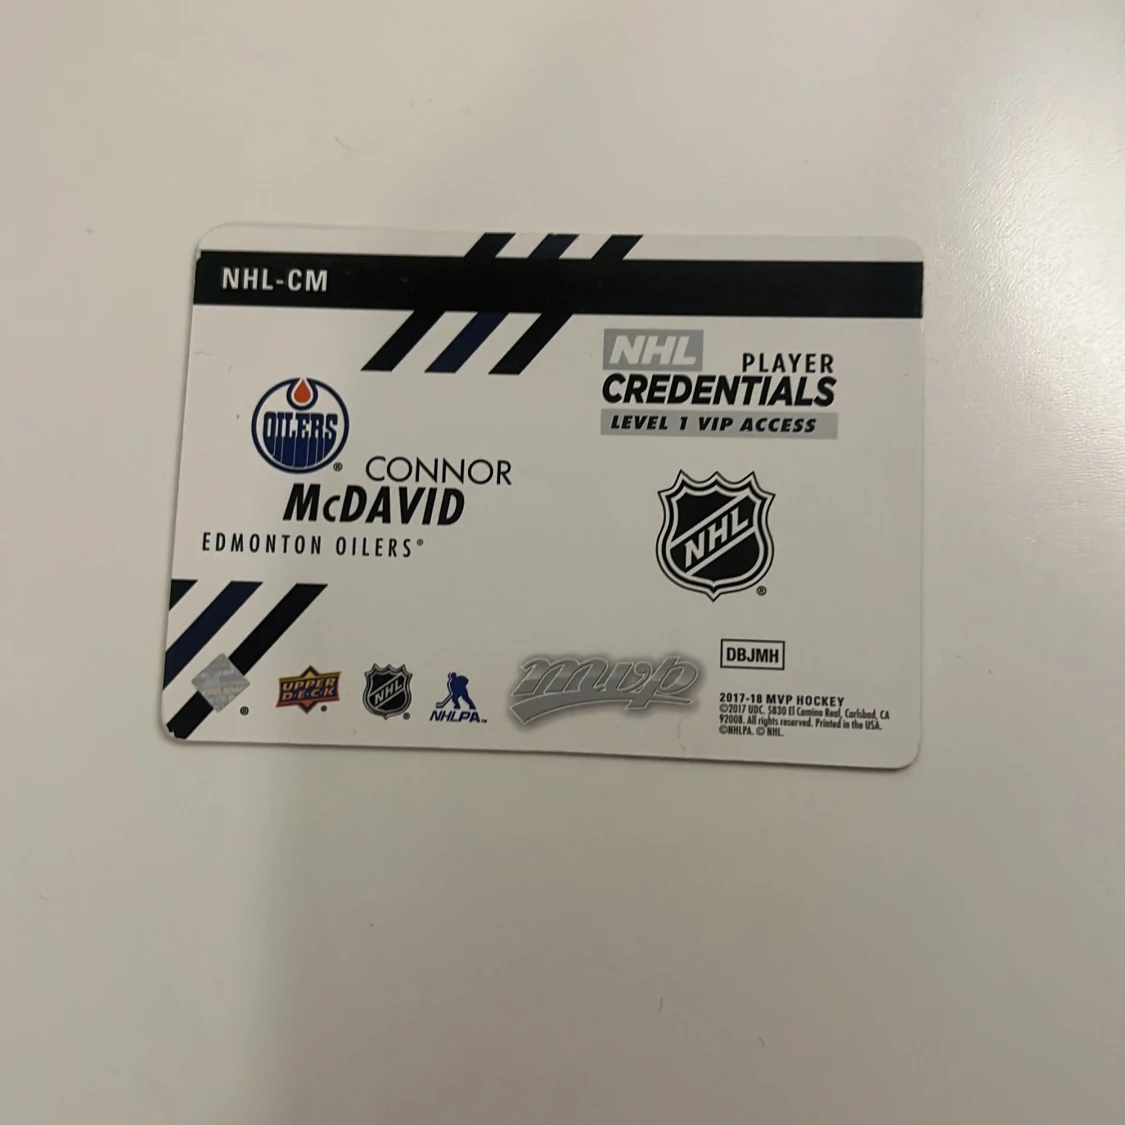 NHL-CM
NHL PLAYER
CREDENTIALS
LEVEL 1 VIP ACCESS
OILERS®
CONNOR
McDAVID
EDMONTON OILERS®
NHL®
DBJMH
UPPER
D·E·C·K®
NHL®
NHLPA™
mvp
2017-18 MVP HOCKEY
©2017 UDC. 5830 El Camino Real, Carlsbad, CA
92008. All rights reserved. Printed in the USA.
©NHLPA. © NHL.